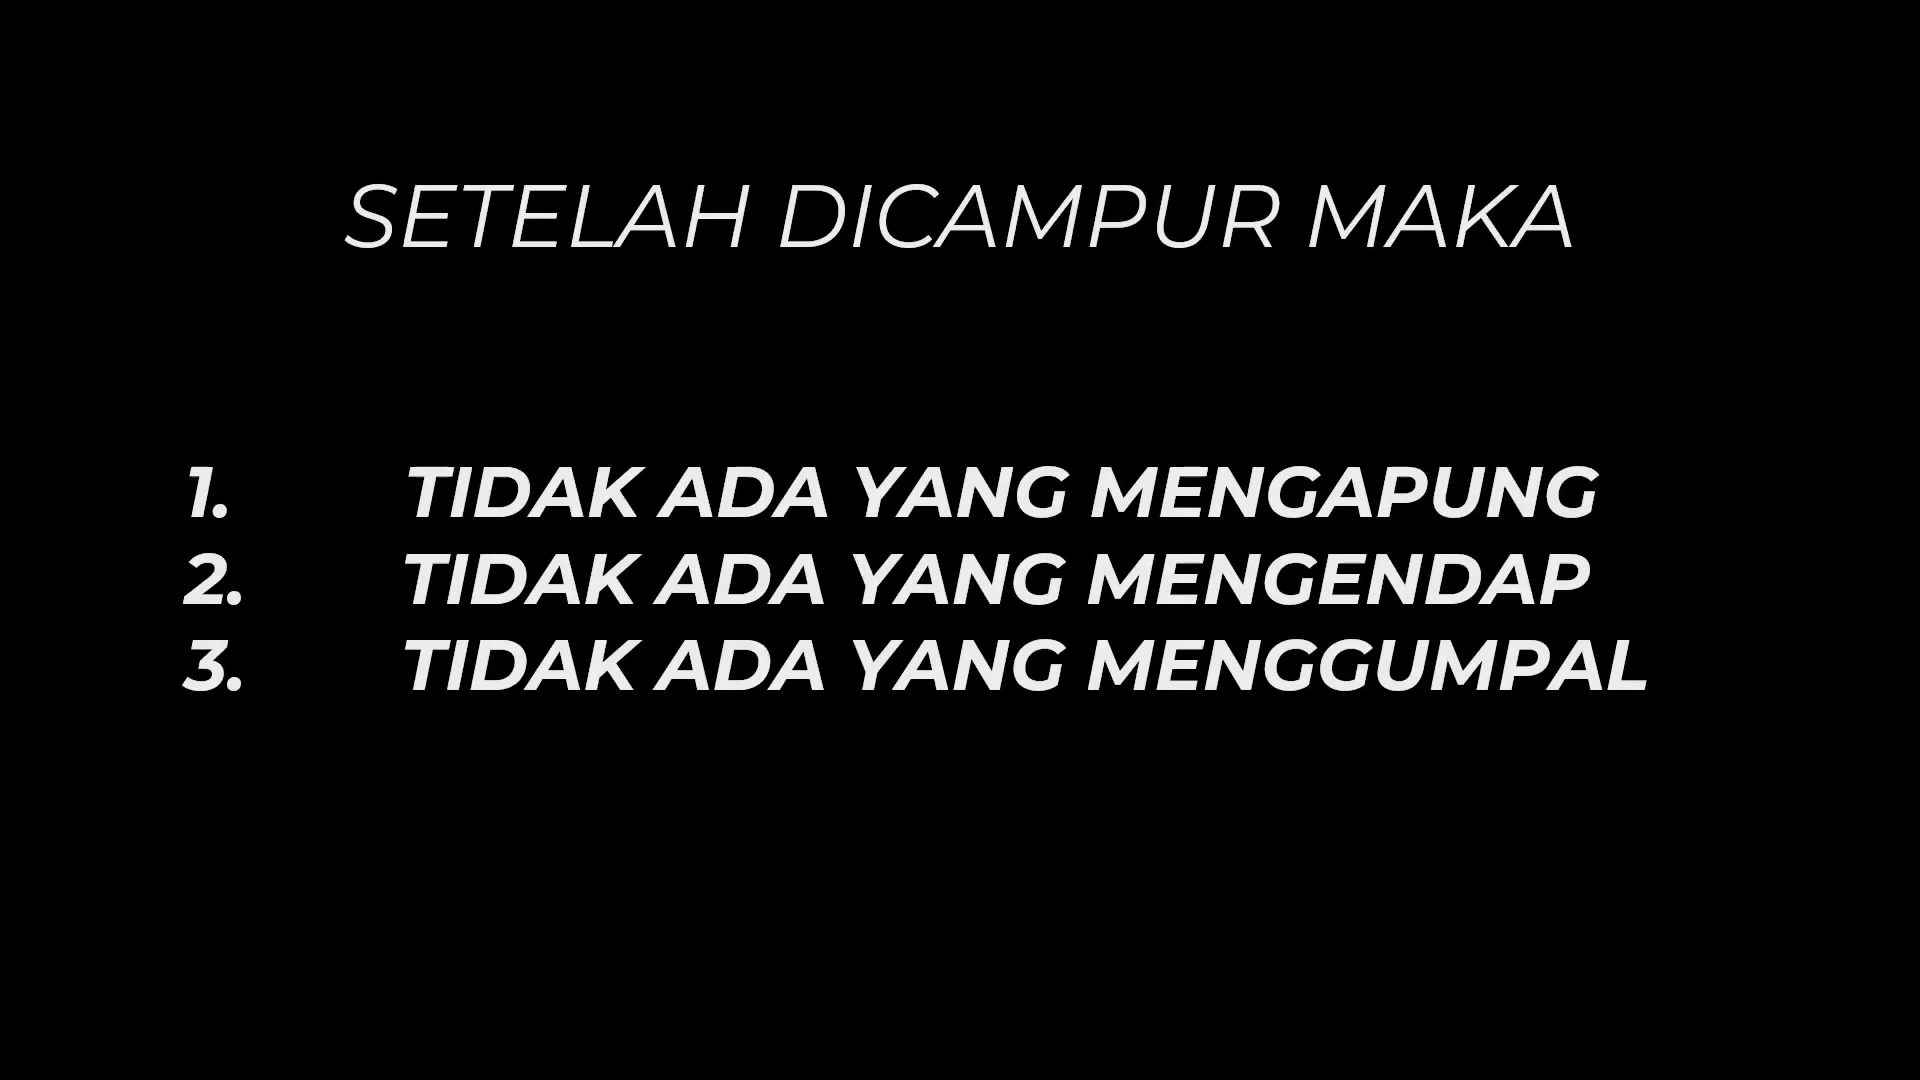 SETELAH DICAMPUR MAKA
1. TIDAK ADA YANG MENGAPUNG
2. TIDAK ADA YANG MENGENDAP
3. TIDAK ADA YANG MENGGUMPAL